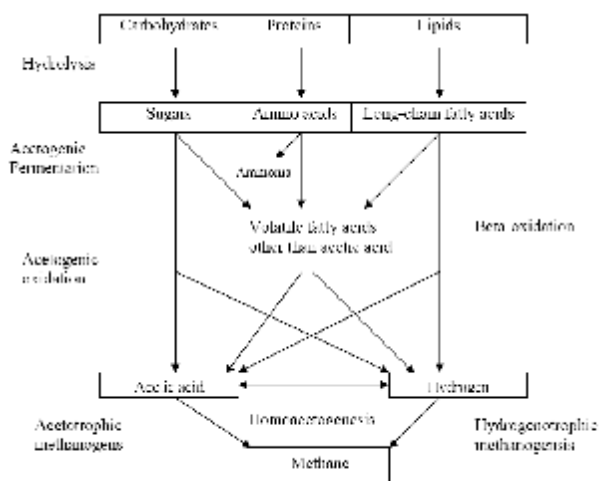 Carbohydrates Proteins Lipids
Hydrolysis
Sugars Amino acids Long-chain fatty acids
Acetogenic
Fermentation
Ammonia
Volatile fatty acids
other than acetic acid
Beta-oxidation
Acetogenic
oxidation
Acetic acid Hydrogen
Homoacetogenesis
Acetotrophic
methanogens
Hydrogenotrophic
methanogensis
Methane